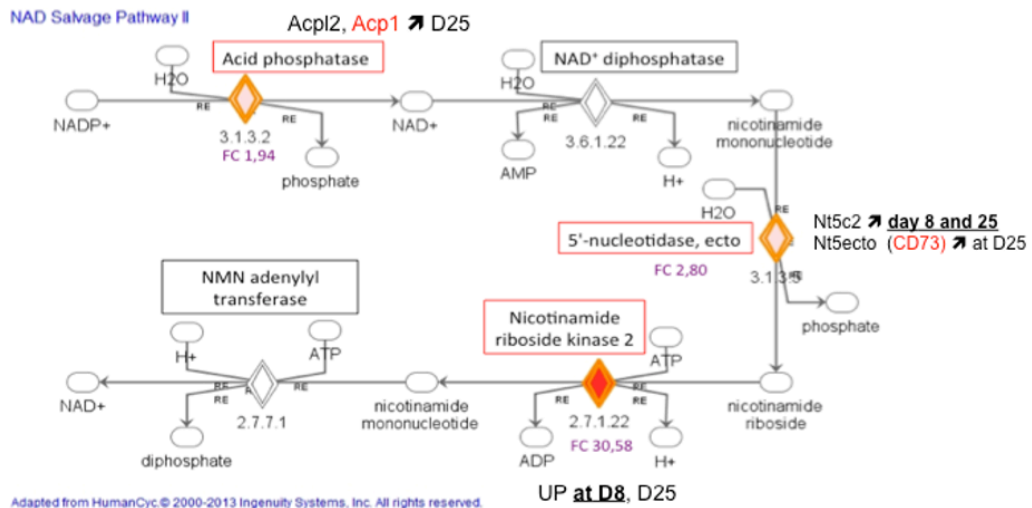 NAD Salvage Pathway II
Acpl2, Acp1 ↗ D25
Acid phosphatase
NAD⁺ diphosphatase
H2O
H2O
RE
RE
RE
RE
RE
NADP+
NAD+
nicotinamide
mononucleotide
3.1.3.2
FC 1,94
3.6.1.22
phosphate
AMP
H+
H2O
RE
Nt5c2 ↗ day 8 and 25
Nt5ecto (CD73) ↗ at D25
5'-nucleotidase, ecto
FC 2,80
3.1.3.5
RE
phosphate
NMN adenylyl
transferase
Nicotinamide
riboside kinase 2
H+
ATP
ATP
RE
RE
RE
RE
RE
RE
NAD+
2.7.7.1
nicotinamide
mononucleotide
2.7.1.22
nicotinamide
riboside
FC 30,58
diphosphate
ADP
H+
UP at D8, D25
Adapted from HumanCyc.© 2000-2013 Ingenuity Systems, Inc. All rights reserved.